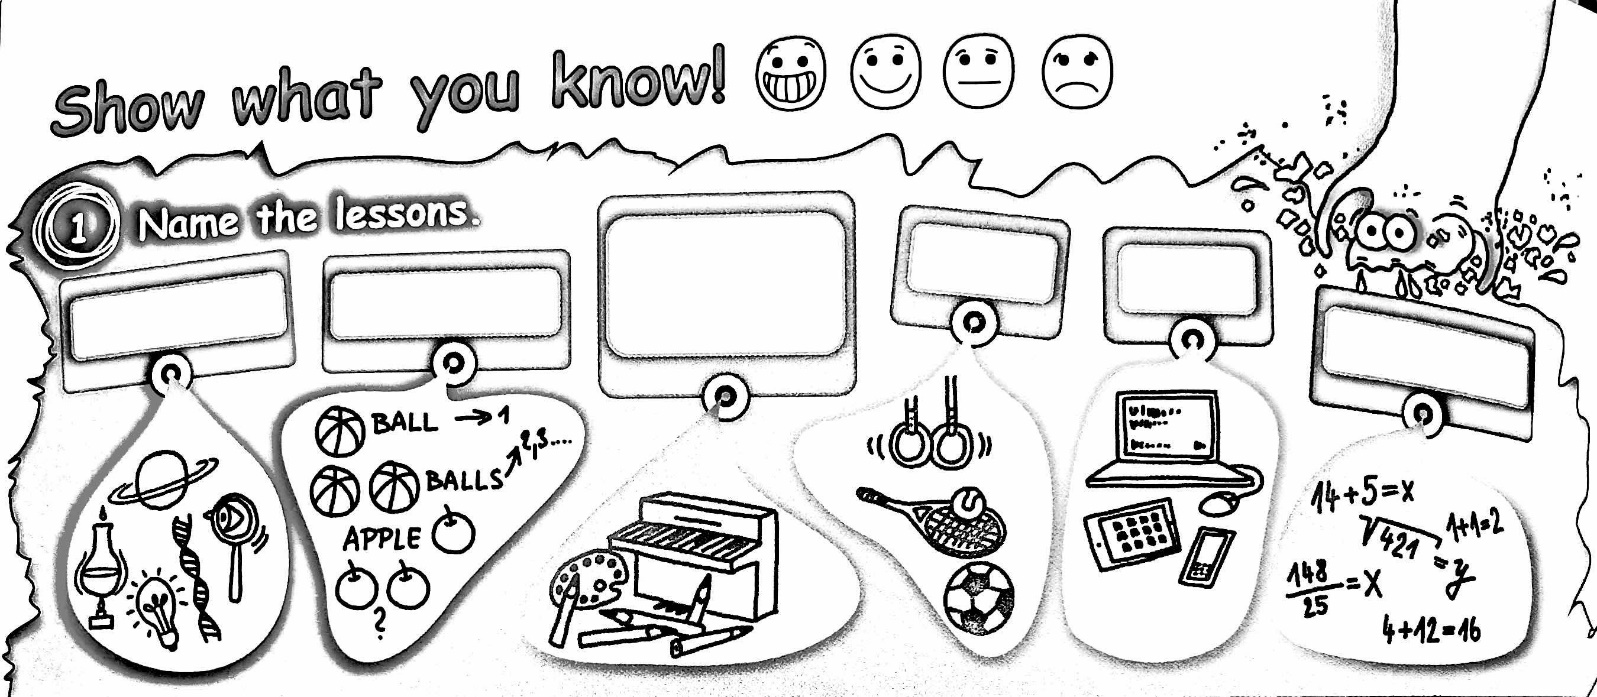 Show what you know!
1 Name the lessons.
BALL → 1
BALLS 2,3....
APPLE
?
14+5=x
√421 = y
1+1=2
148/25 = X
4+12=16